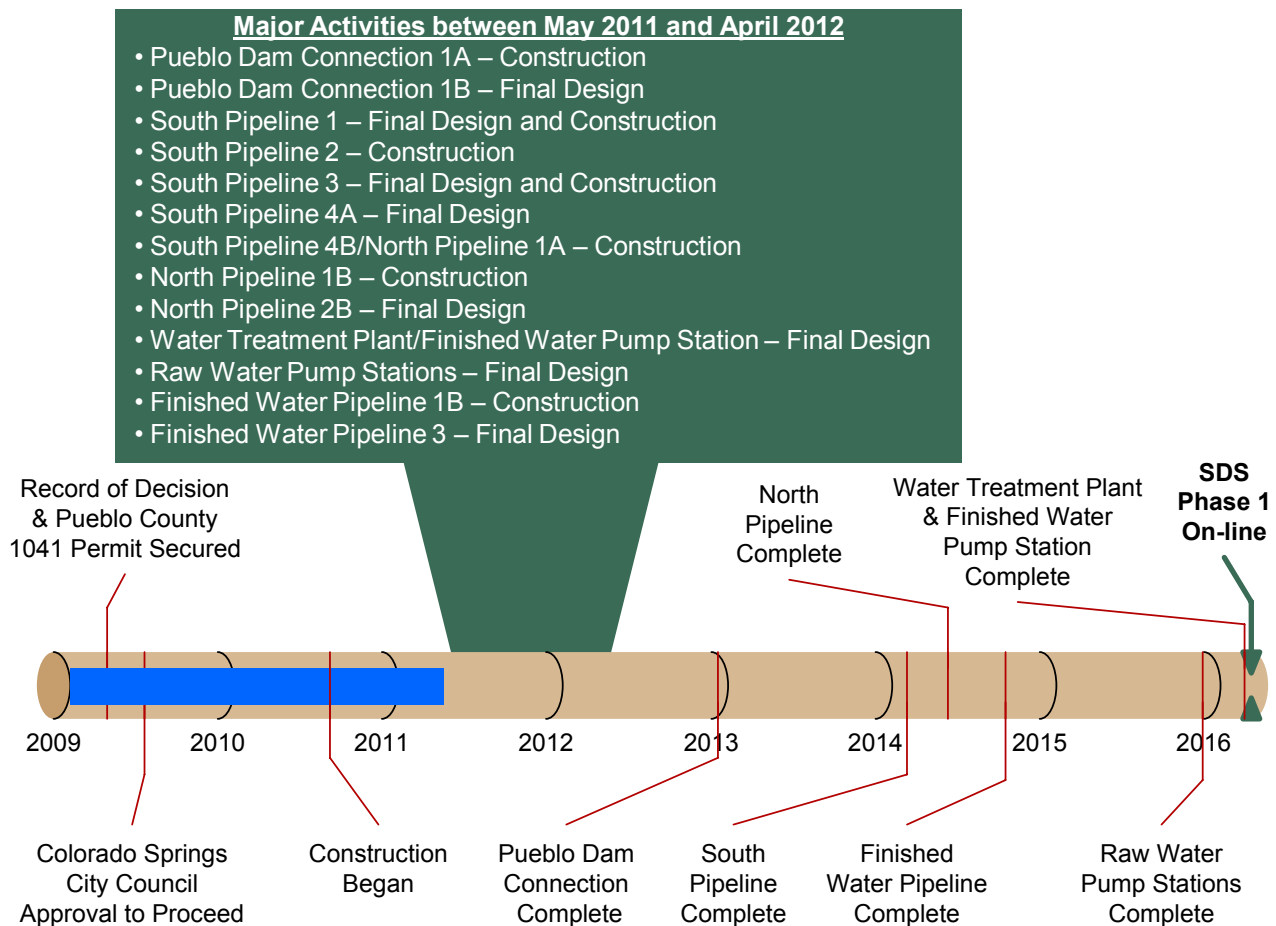 Major Activities between May 2011 and April 2012
• Pueblo Dam Connection 1A – Construction
• Pueblo Dam Connection 1B – Final Design
• South Pipeline 1 – Final Design and Construction
• South Pipeline 2 – Construction
• South Pipeline 3 – Final Design and Construction
• South Pipeline 4A – Final Design
• South Pipeline 4B/North Pipeline 1A – Construction
• North Pipeline 1B – Construction
• North Pipeline 2B – Final Design
• Water Treatment Plant/Finished Water Pump Station – Final Design
• Raw Water Pump Stations – Final Design
• Finished Water Pipeline 1B – Construction
• Finished Water Pipeline 3 – Final Design
Record of Decision
& Pueblo County
1041 Permit Secured
North
Pipeline
Complete
Water Treatment Plant
& Finished Water
Pump Station
Complete
SDS
Phase 1
On-line
2009 2010 2011 2012 2013 2014 2015 2016
Colorado Springs
City Council
Approval to Proceed
Construction
Began
Pueblo Dam
Connection
Complete
South
Pipeline
Complete
Finished
Water Pipeline
Complete
Raw Water
Pump Stations
Complete